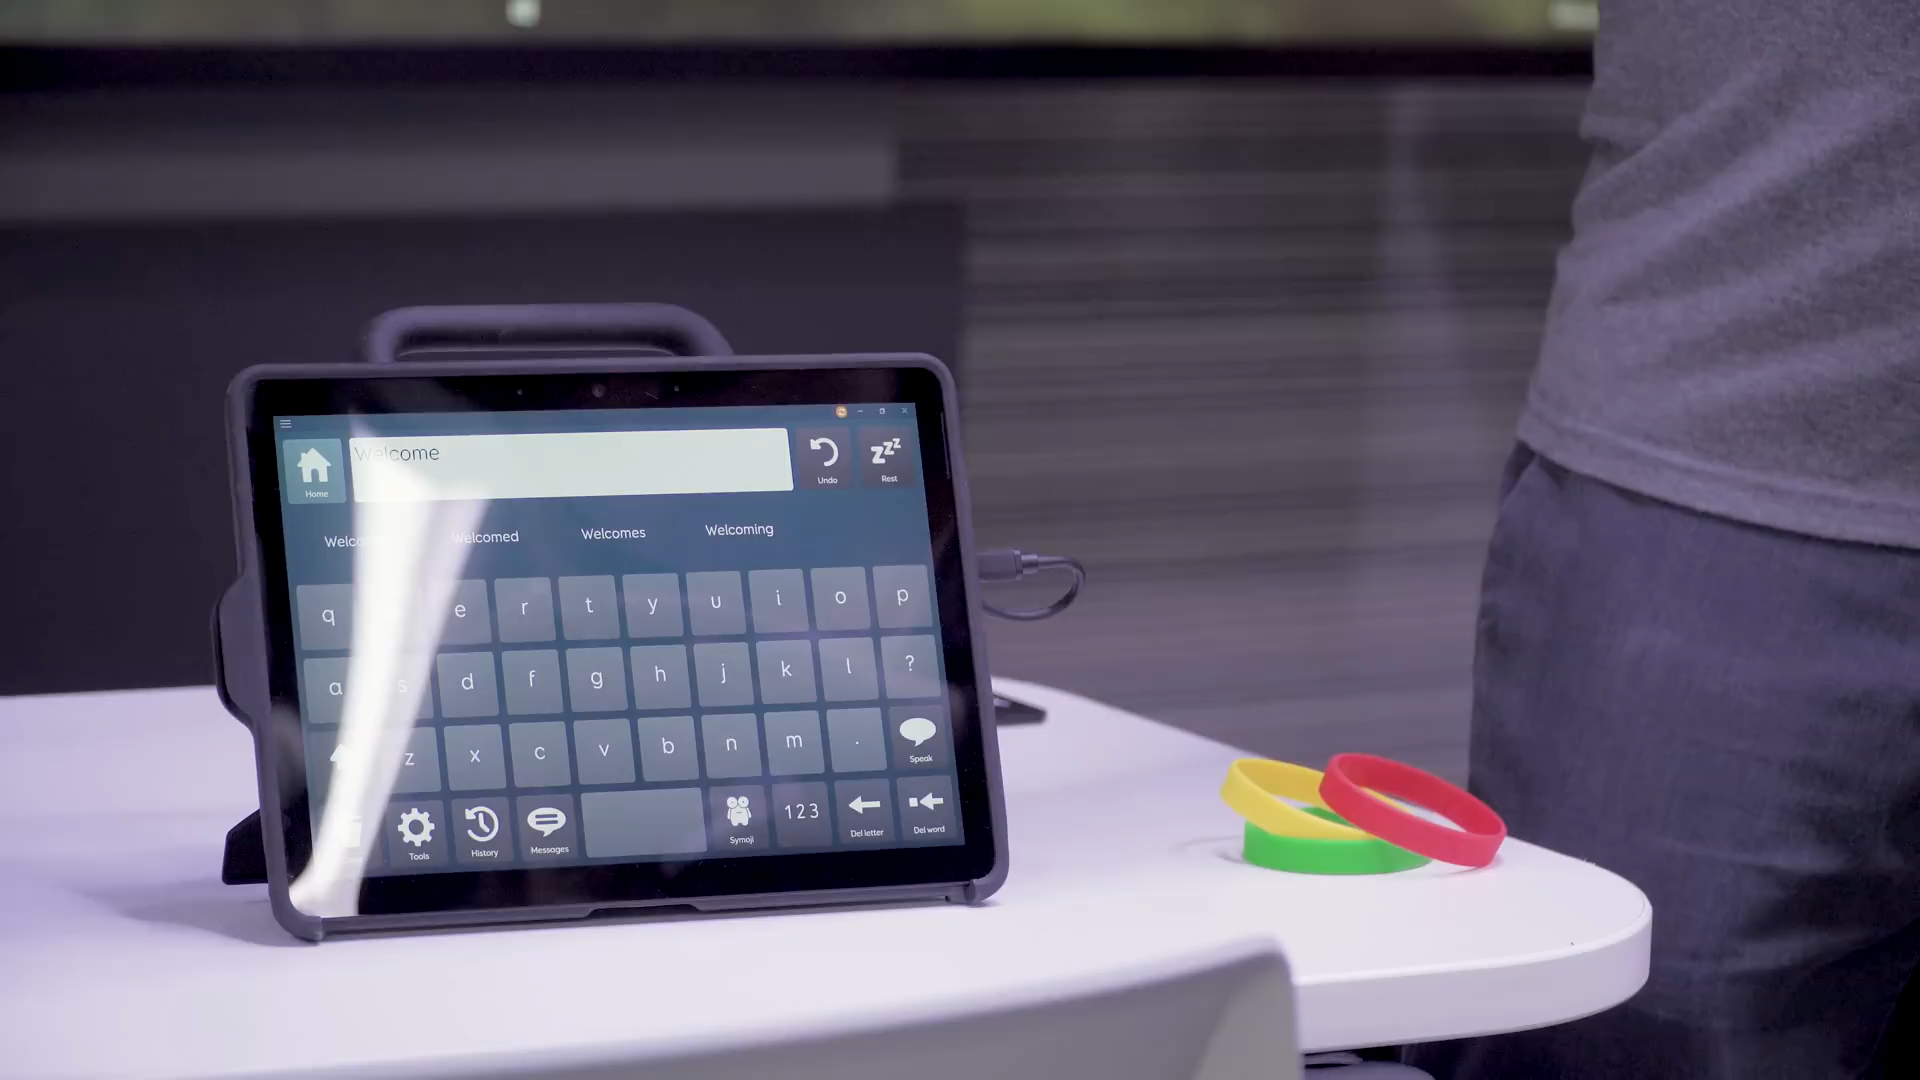 Welcome
Home
Undo
Rest
Welcomed
Welcomes
Welcoming
q e r t y u i o p
a s d f g h j k l ?
z x c v b n m .
Speak
Tools
History
Messages
Symoji
123
Del letter
Del word